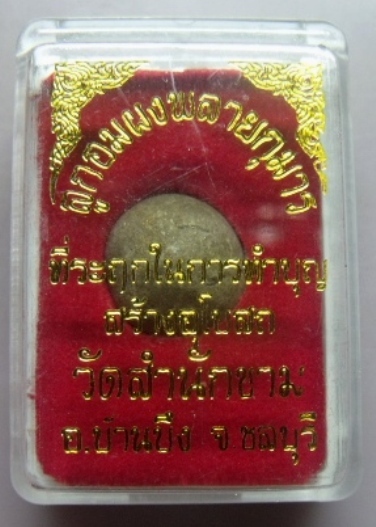 ลูกอมผงพลายกุมาร
ที่ระฤกในการทำบุญ
สร้างอุโบสถ
วัดสำนักขาม
อ.บ้านบึง จ.ชลบุรี